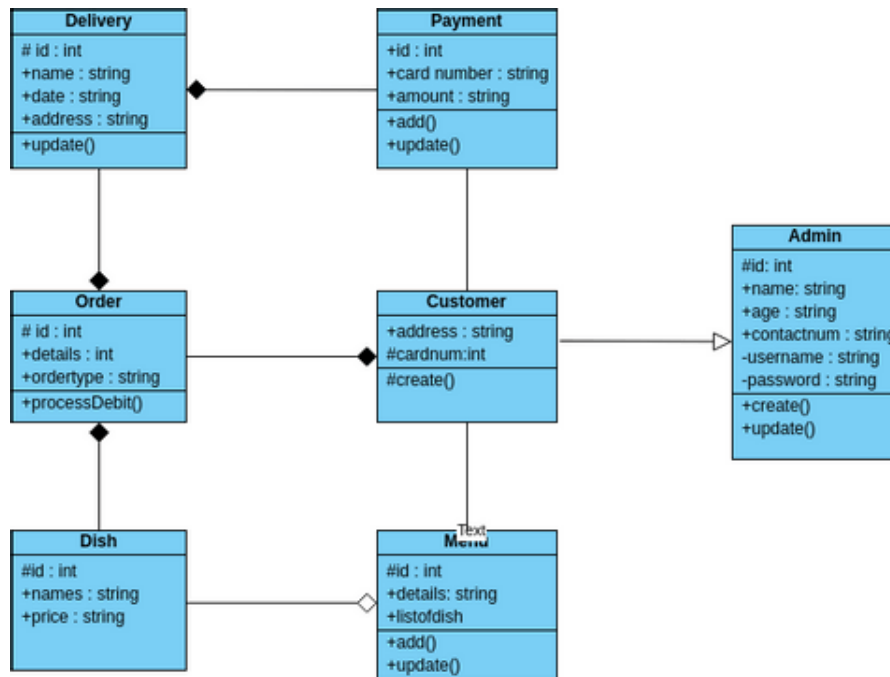 Delivery
# id : int
+name : string
+date : string
+address : string
+update()
Payment
+id : int
+card number : string
+amount : string
+add()
+update()
Order
# id : int
+details : int
+ordertype : string
+processDebit()
Customer
+address : string
#cardnum:int
#create()
Admin
#id: int
+name: string
+age : string
+contactnum : string
-username : string
-password : string
+create()
+update()
Dish
#id : int
+names : string
+price : string
Text
Menu
#id : int
+details: string
+listofdish
+add()
+update()